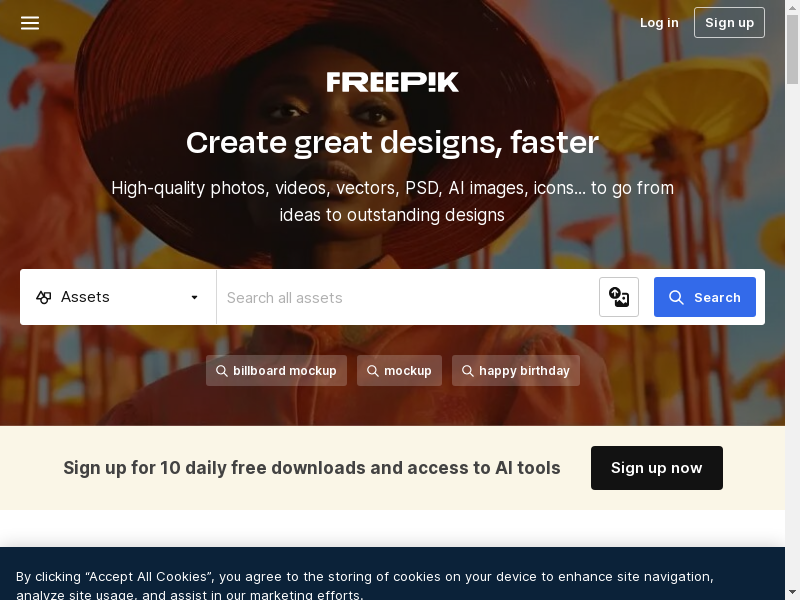 Log in
Sign up
FREEPIK
Create great designs, faster
High-quality photos, videos, vectors, PSD, AI images, icons... to go from
ideas to outstanding designs
Assets
Search all assets
Search
billboard mockup
mockup
happy birthday
Sign up for 10 daily free downloads and access to AI tools
Sign up now
By clicking “Accept All Cookies”, you agree to the storing of cookies on your device to enhance site navigation,
analyze site usage, and assist in our marketing efforts.